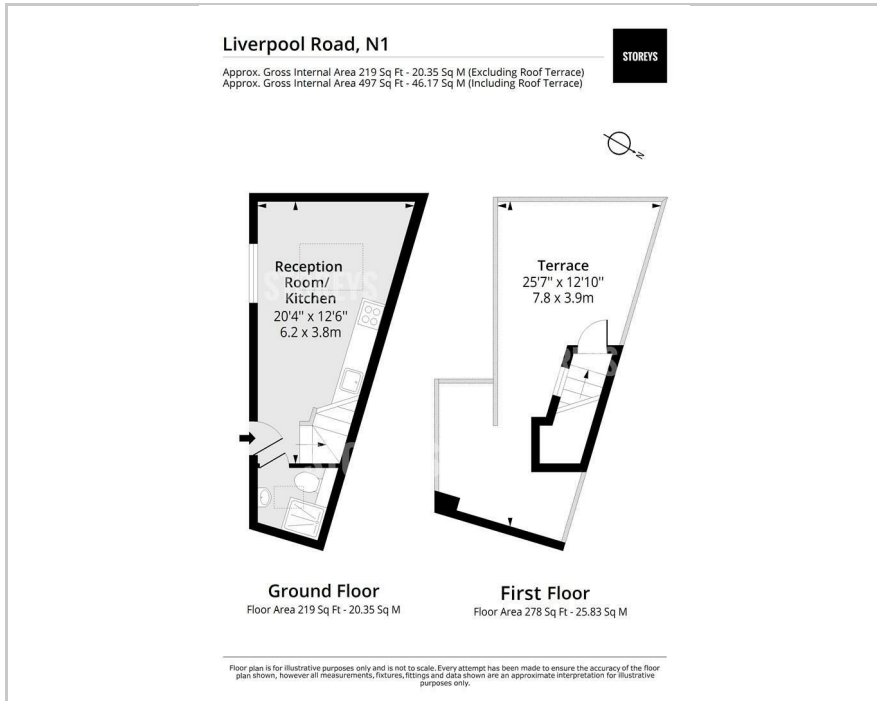 Liverpool Road, N1
STOREYS
Approx. Gross Internal Area 219 Sq Ft - 20.35 Sq M (Excluding Roof Terrace)
Approx. Gross Internal Area 497 Sq Ft - 46.17 Sq M (Including Roof Terrace)
N
Reception
Room/
Kitchen
20'4" x 12'6"
6.2 x 3.8m
Terrace
25'7" x 12'10"
7.8 x 3.9m
STOREYS
Ground Floor
Floor Area 219 Sq Ft - 20.35 Sq M
First Floor
Floor Area 278 Sq Ft - 25.83 Sq M
Floor plan is for illustrative purposes only and is not to scale. Every attempt has been made to ensure the accuracy of the floor
plan shown, however all measurements, fixtures, fittings and data shown are an approximate interpretation for illustrative
purposes only.